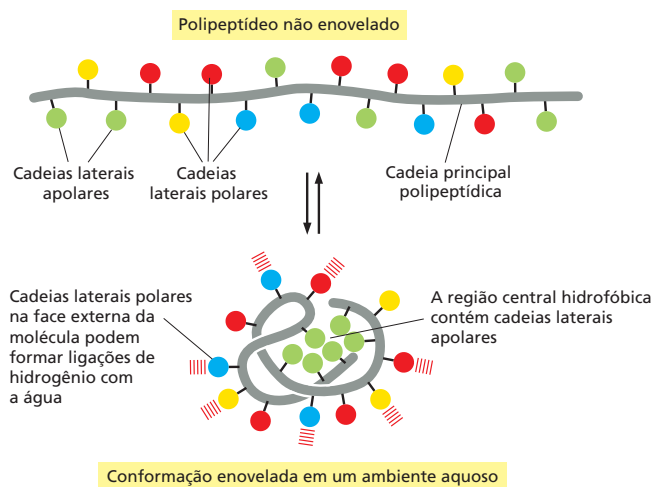 Polipeptídeo não enovelado
Cadeias laterais
apolares
Cadeias
laterais polares
Cadeia principal
polipeptídica
Cadeias laterais polares
na face externa da
molécula podem
formar ligações de
hidrogênio com
a água
A região central hidrofóbica
contém cadeias laterais
apolares
Conformação enovelada em um ambiente aquoso